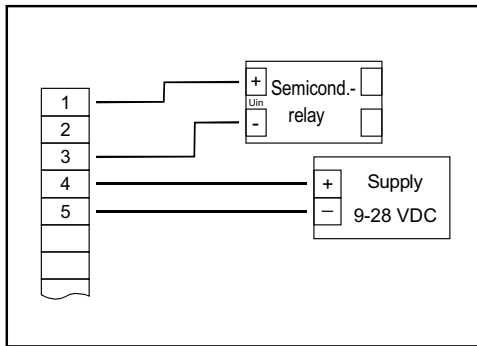 1
2
3
4
5
+
Uin
-
Semicond.-
relay
+
–
Supply
9-28 VDC